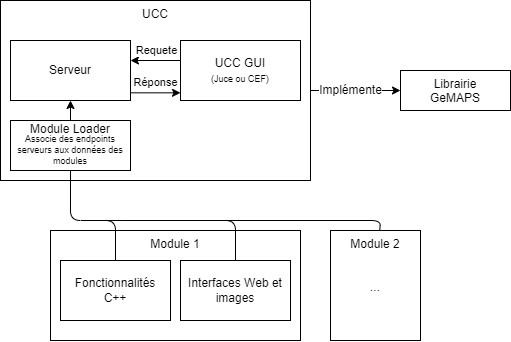 UCC
Requete
Serveur
UCC GUI
(Juce ou CEF)
Réponse
Implémente
Librairie
GeMAPS
Module Loader
Associe des endpoints
serveurs aux données des
modules
Module 1
Module 2
Fonctionnalités
C++
Interfaces Web et
images
...